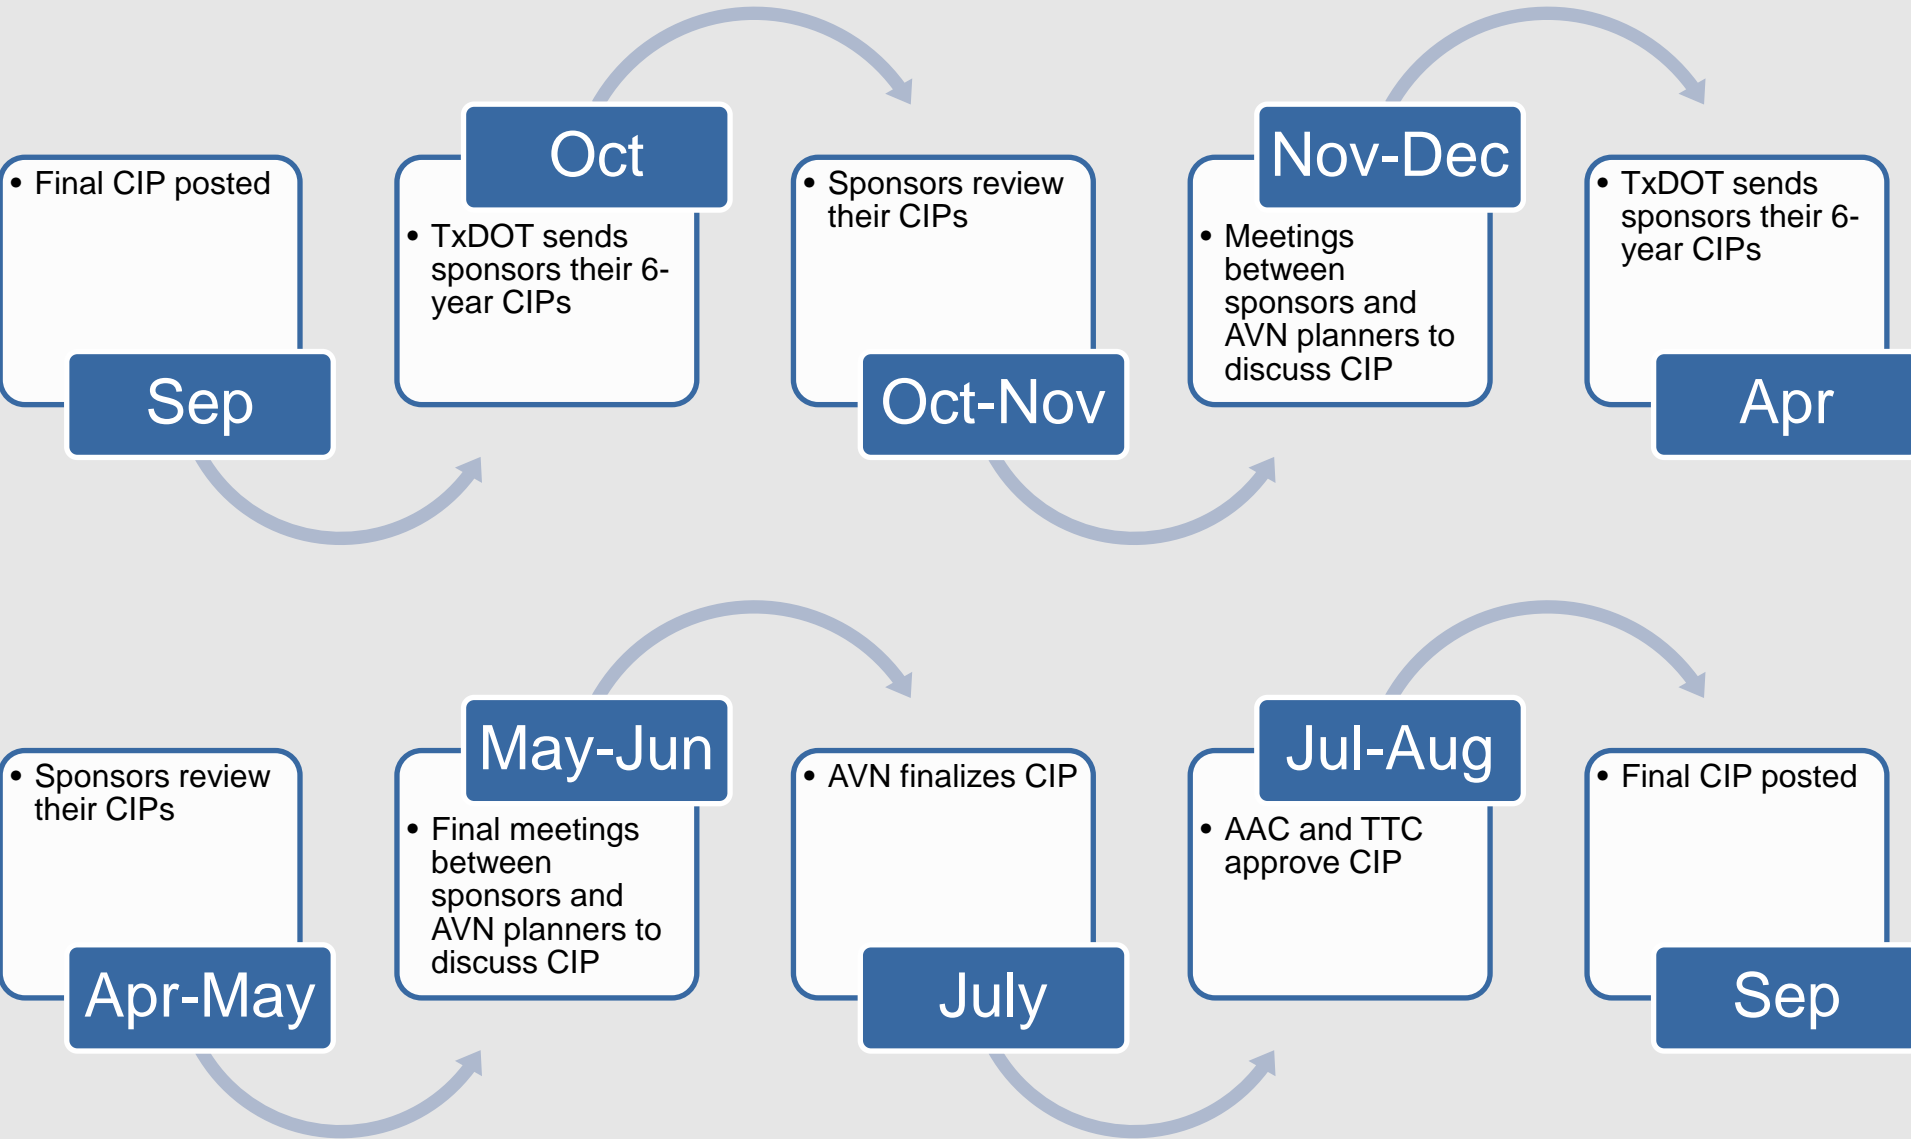 • Final CIP posted
Sep
Oct
• TxDOT sends
sponsors their 6-
year CIPs
• Sponsors review
their CIPs
Oct-Nov
Nov-Dec
• Meetings
between
sponsors and
AVN planners to
discuss CIP
• TxDOT sends
sponsors their 6-
year CIPs
Apr
• Sponsors review
their CIPs
Apr-May
May-Jun
• Final meetings
between
sponsors and
AVN planners to
discuss CIP
• AVN finalizes CIP
July
Jul-Aug
• AAC and TTC
approve CIP
• Final CIP posted
Sep